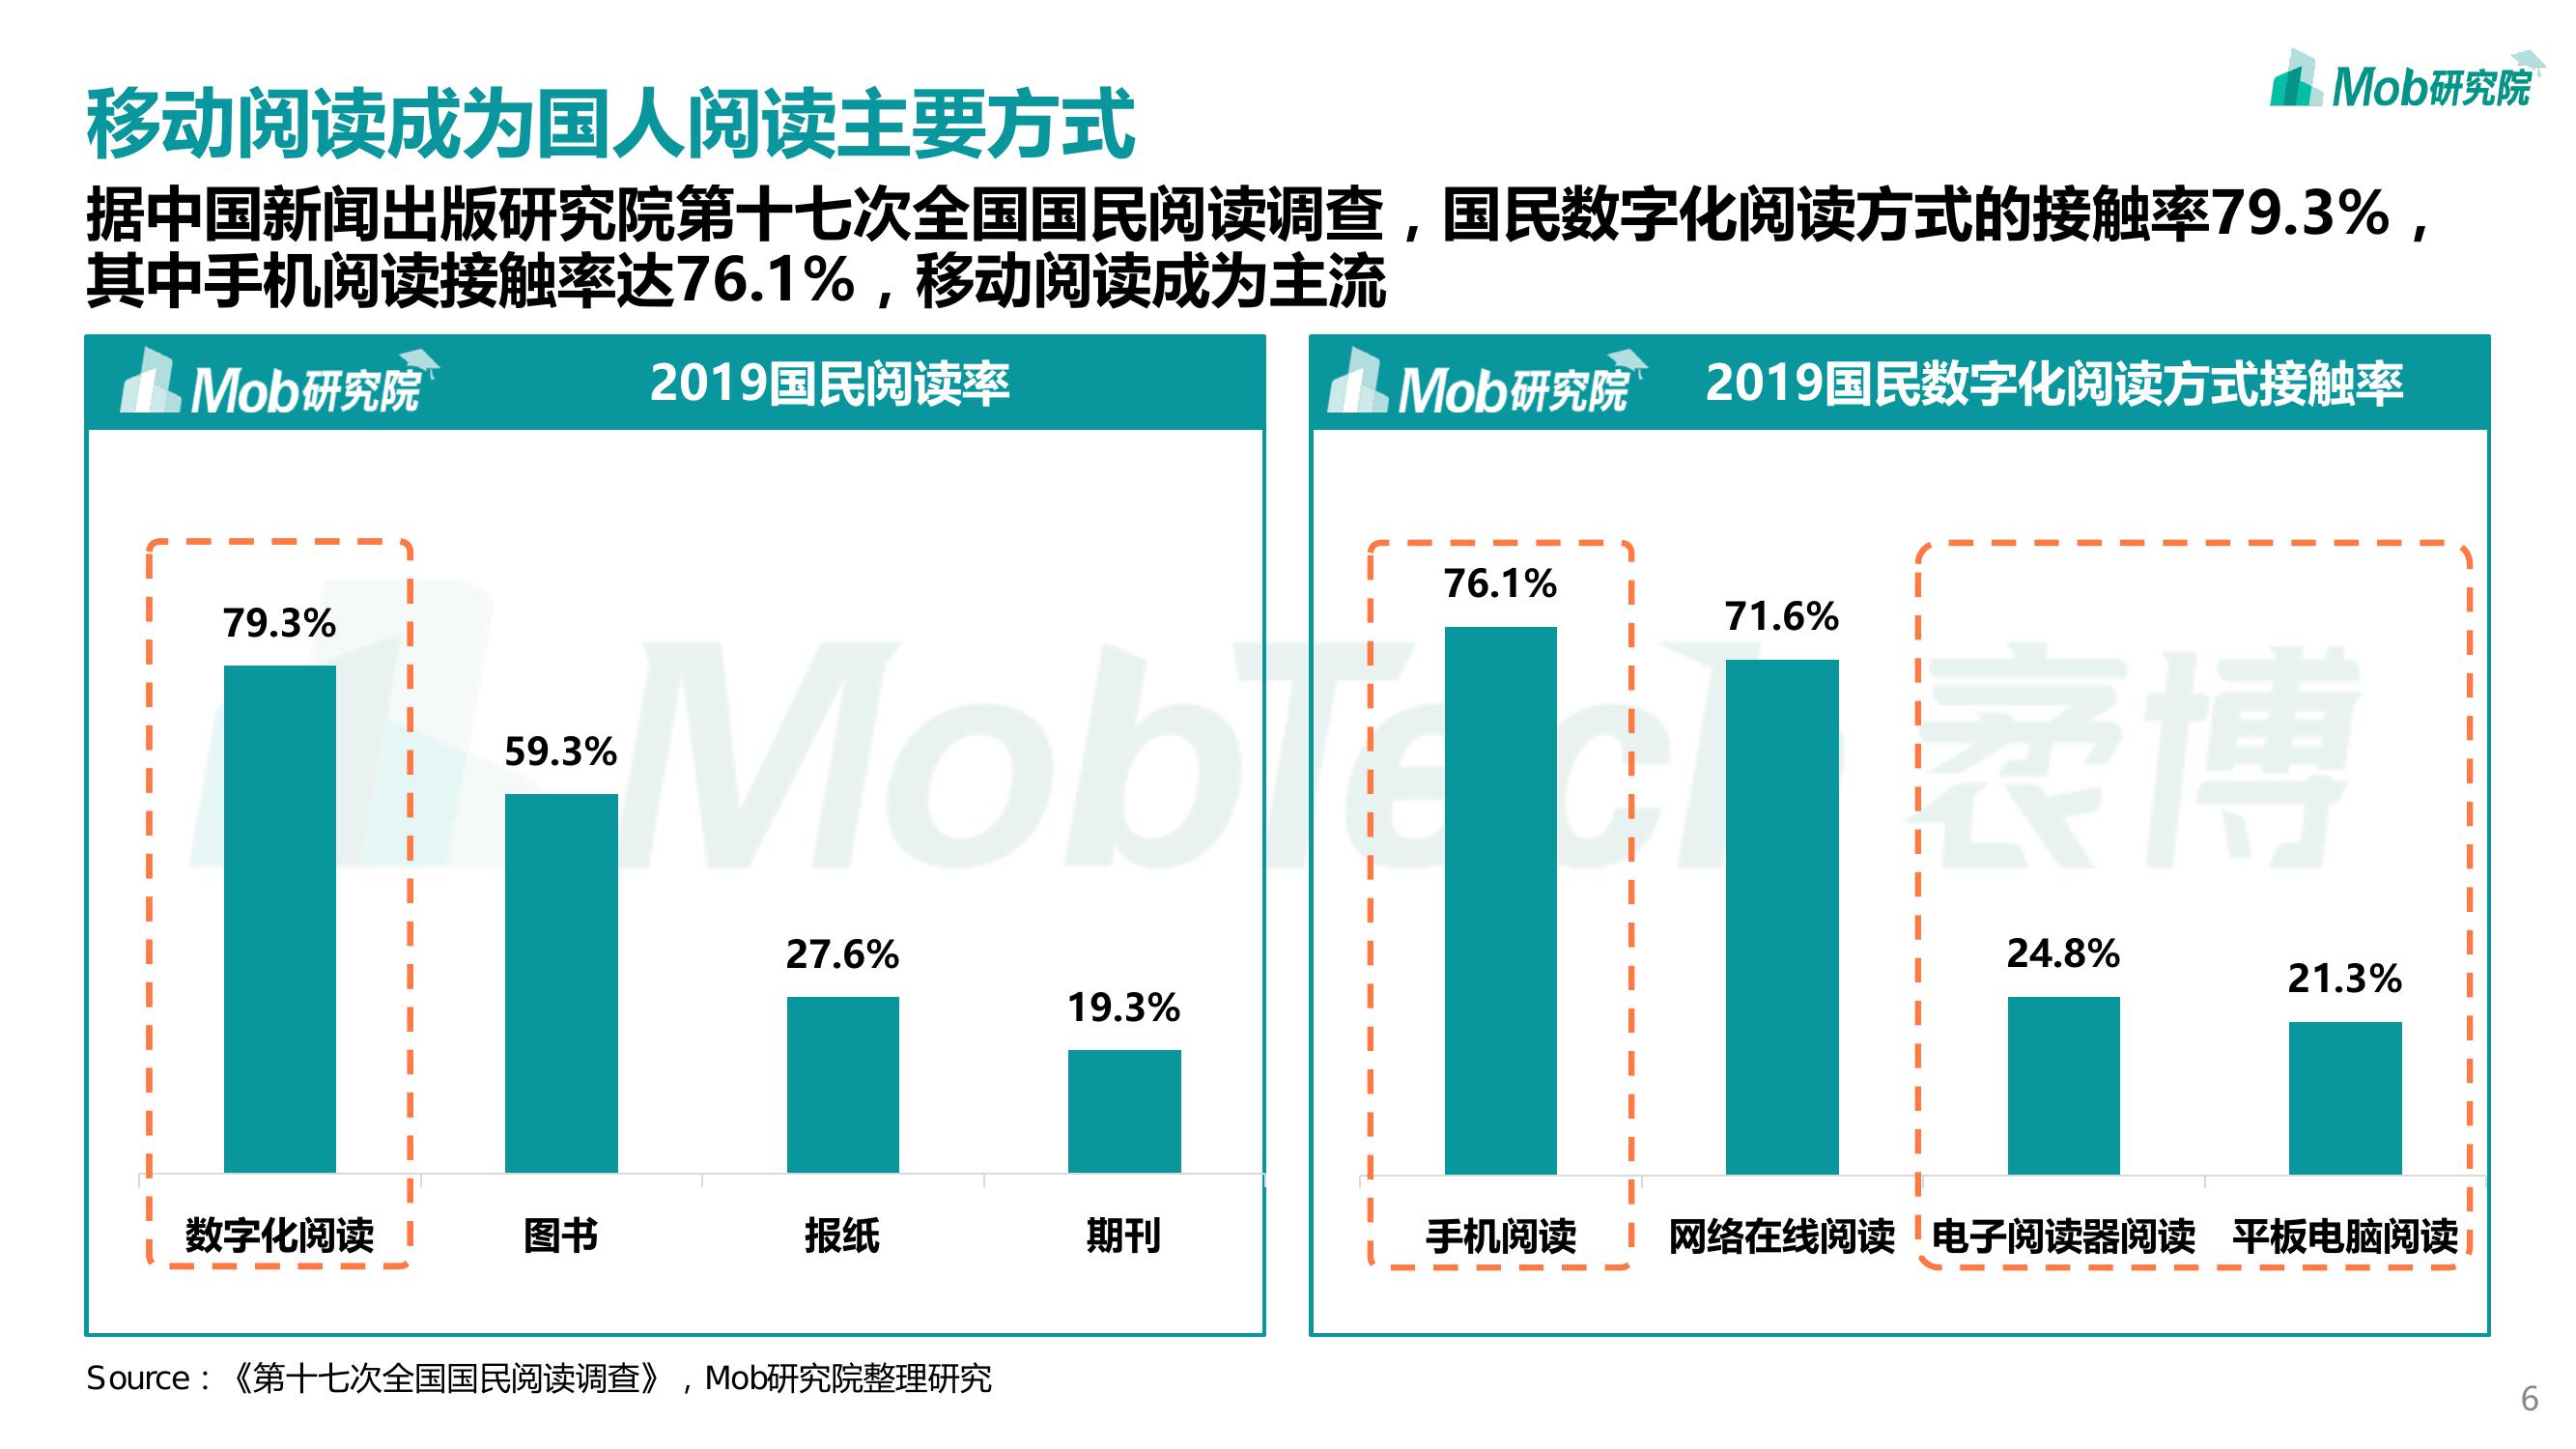 Mob研究院
移动阅读成为国人阅读主要方式
据中国新闻出版研究院第十七次全国国民阅读调查，国民数字化阅读方式的接触率79.3%，
其中手机阅读接触率达76.1%，移动阅读成为主流
Mob研究院
2019国民阅读率
79.3%
59.3%
27.6%
19.3%
数字化阅读
图书
报纸
期刊
Mob研究院
2019国民数字化阅读方式接触率
76.1%
71.6%
24.8%
21.3%
手机阅读
网络在线阅读
电子阅读器阅读
平板电脑阅读
MobTech 袤博
Source：《第十七次全国国民阅读调查》，Mob研究院整理研究
6